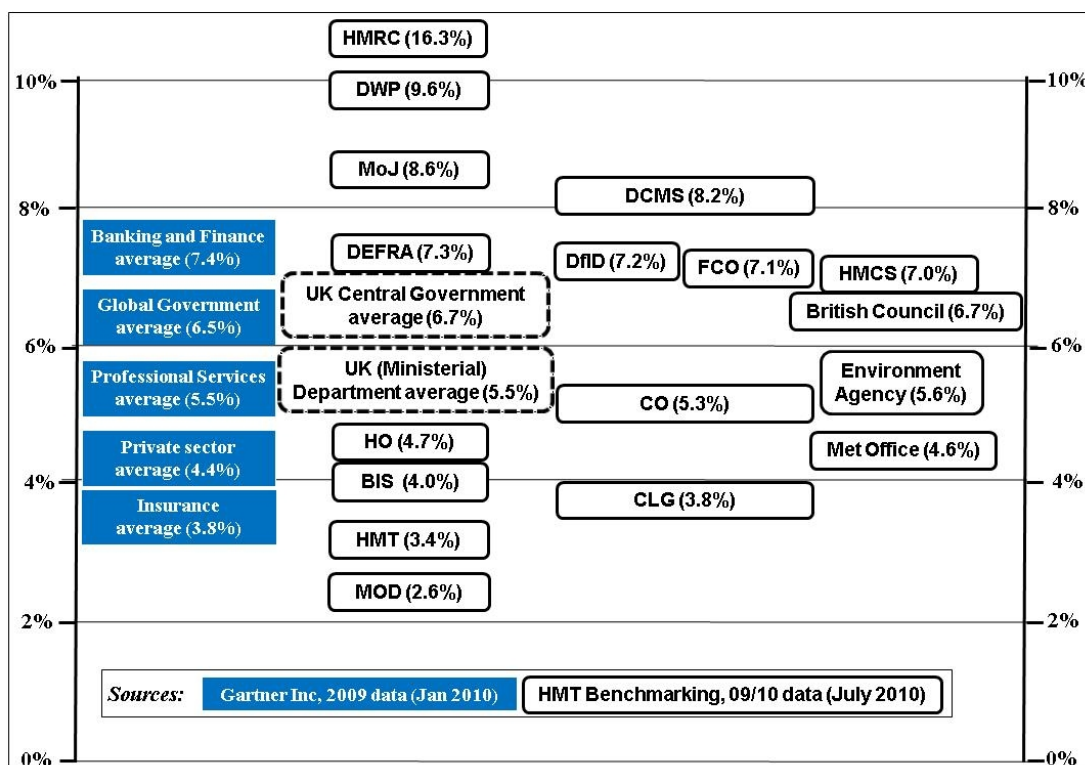 HMRC (16.3%)
10%
10%
DWP (9.6%)
MoJ (8.6%)
DCMS (8.2%)
8%
8%
Banking and Finance
average (7.4%)
DEFRA (7.3%)
DfID (7.2%)
FCO (7.1%)
HMCS (7.0%)
UK Central Government
average (6.7%)
Global Government
average (6.5%)
British Council (6.7%)
6%
6%
Professional Services
average (5.5%)
UK (Ministerial)
Department average (5.5%)
Environment
Agency (5.6%)
CO (5.3%)
Private sector
average (4.4%)
HO (4.7%)
Met Office (4.6%)
4%
4%
BIS (4.0%)
CLG (3.8%)
Insurance
average (3.8%)
HMT (3.4%)
MOD (2.6%)
2%
2%
Sources:
Gartner Inc, 2009 data (Jan 2010)
HMT Benchmarking, 09/10 data (July 2010)
0%
0%